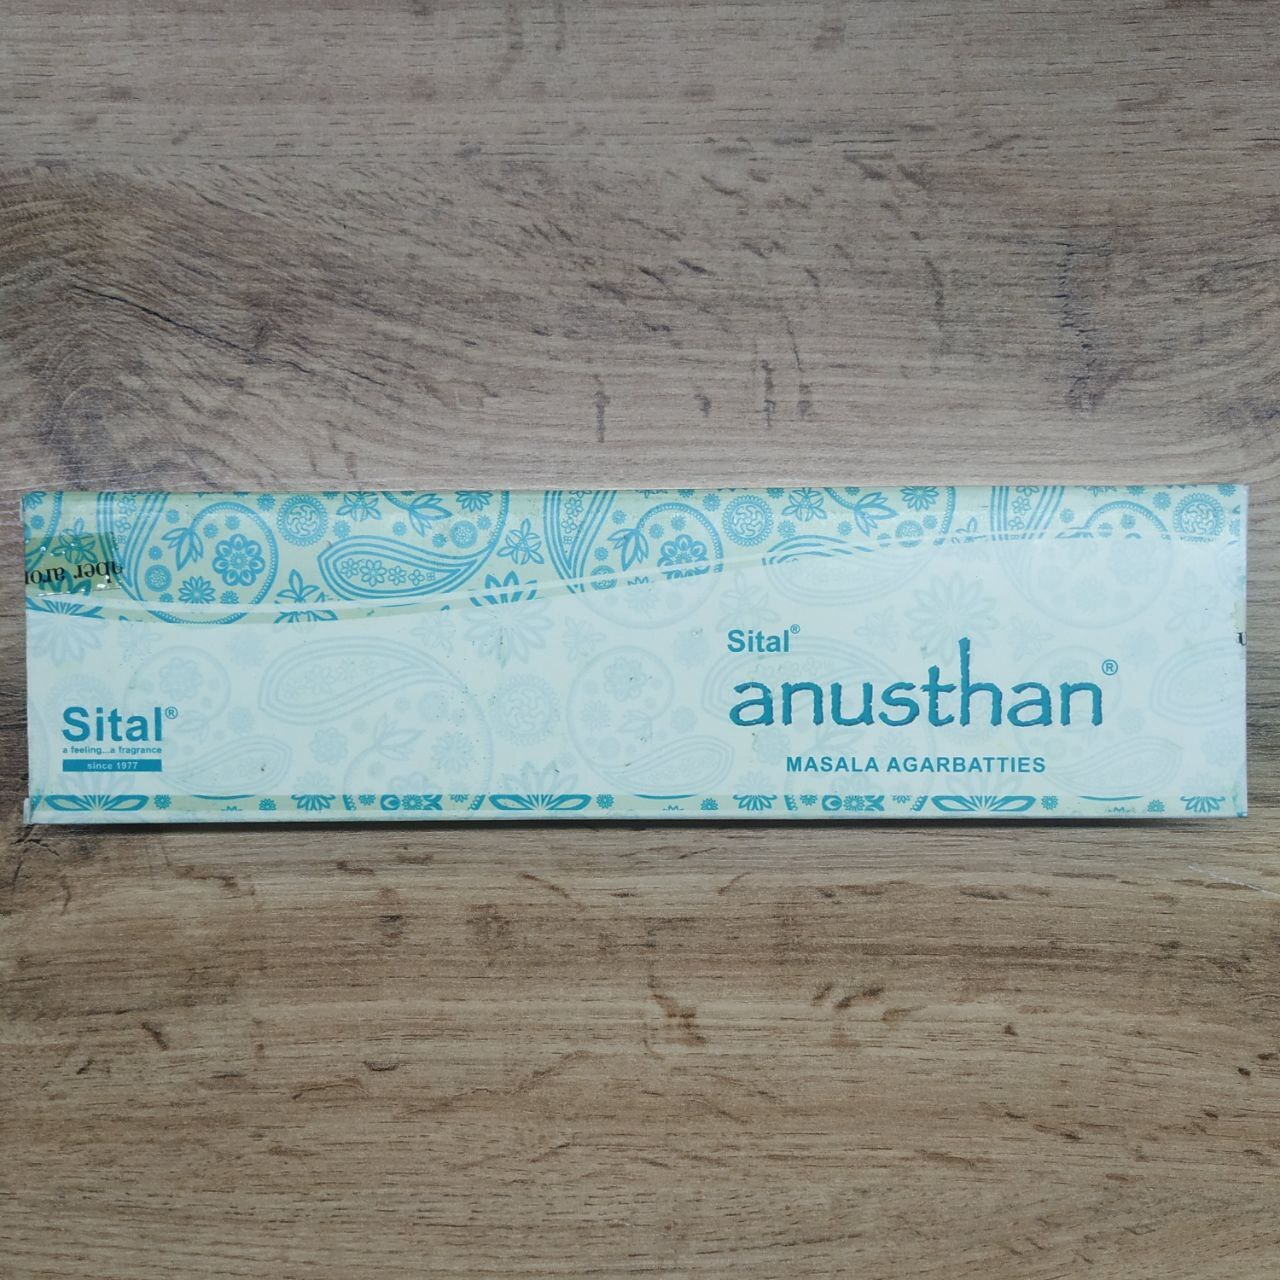 Sital®
a feeling...a fragrance
since 1977
Sital®
anusthan®
MASALA AGARBATTIES